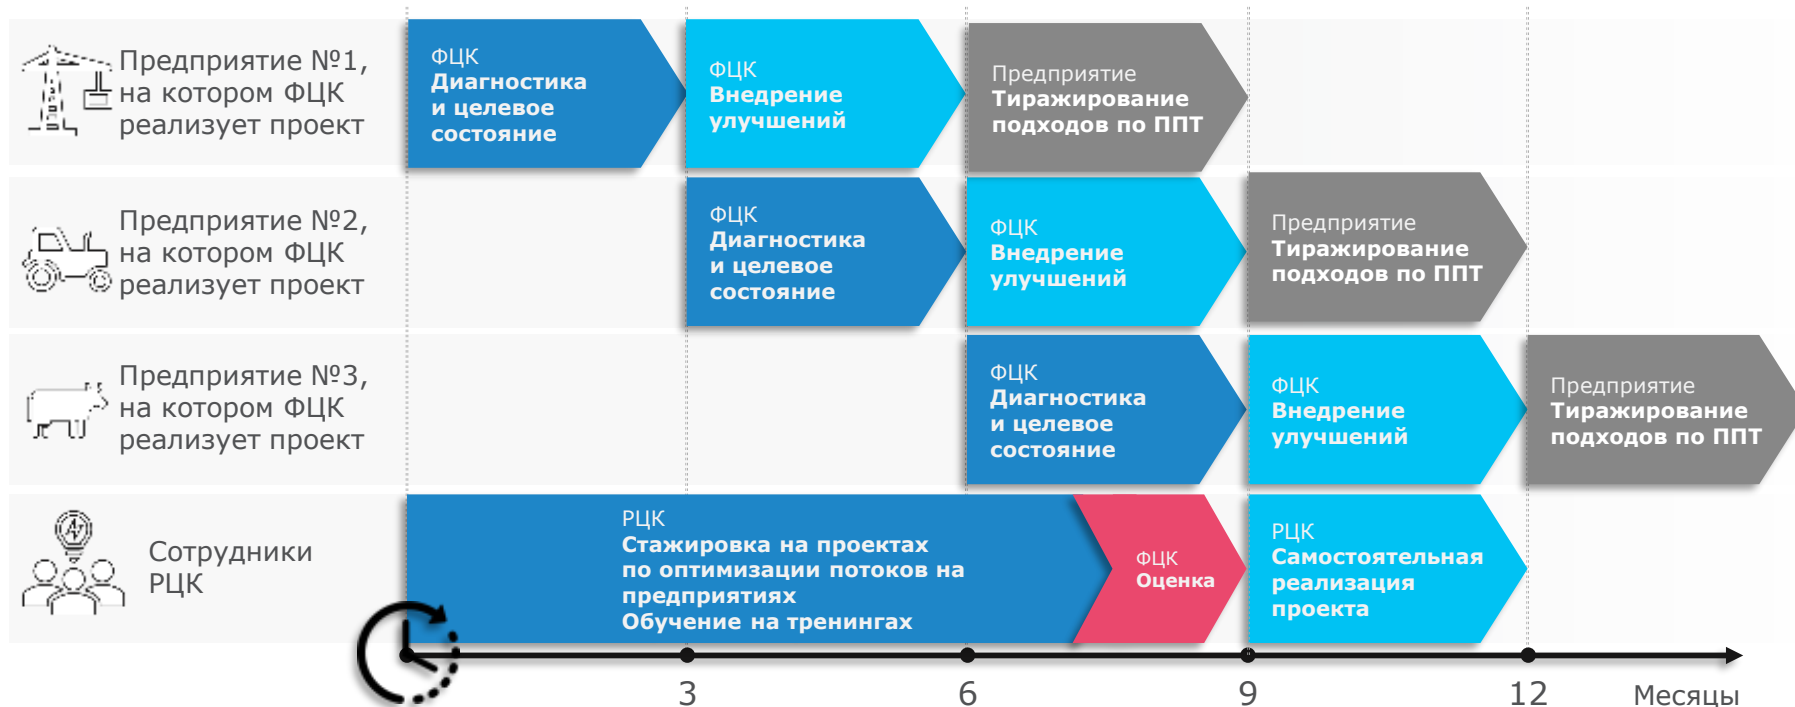 Предприятие №1,
на котором ФЦК
реализует проект
ФЦК
Диагностика
и целевое
состояние
ФЦК
Внедрение
улучшений
Предприятие
Тиражирование
подходов по ППТ
Предприятие №2,
на котором ФЦК
реализует проект
ФЦК
Диагностика
и целевое
состояние
ФЦК
Внедрение
улучшений
Предприятие
Тиражирование
подходов по ППТ
Предприятие №3,
на котором ФЦК
реализует проект
ФЦК
Диагностика
и целевое
состояние
ФЦК
Внедрение
улучшений
Предприятие
Тиражирование
подходов по ППТ
Сотрудники
РЦК
РЦК
Стажировка на проектах
по оптимизации потоков на
предприятиях
Обучение на тренингах
ФЦК
Оценка
РЦК
Самостоятельная
реализация
проекта
3 6 9 12 Месяцы